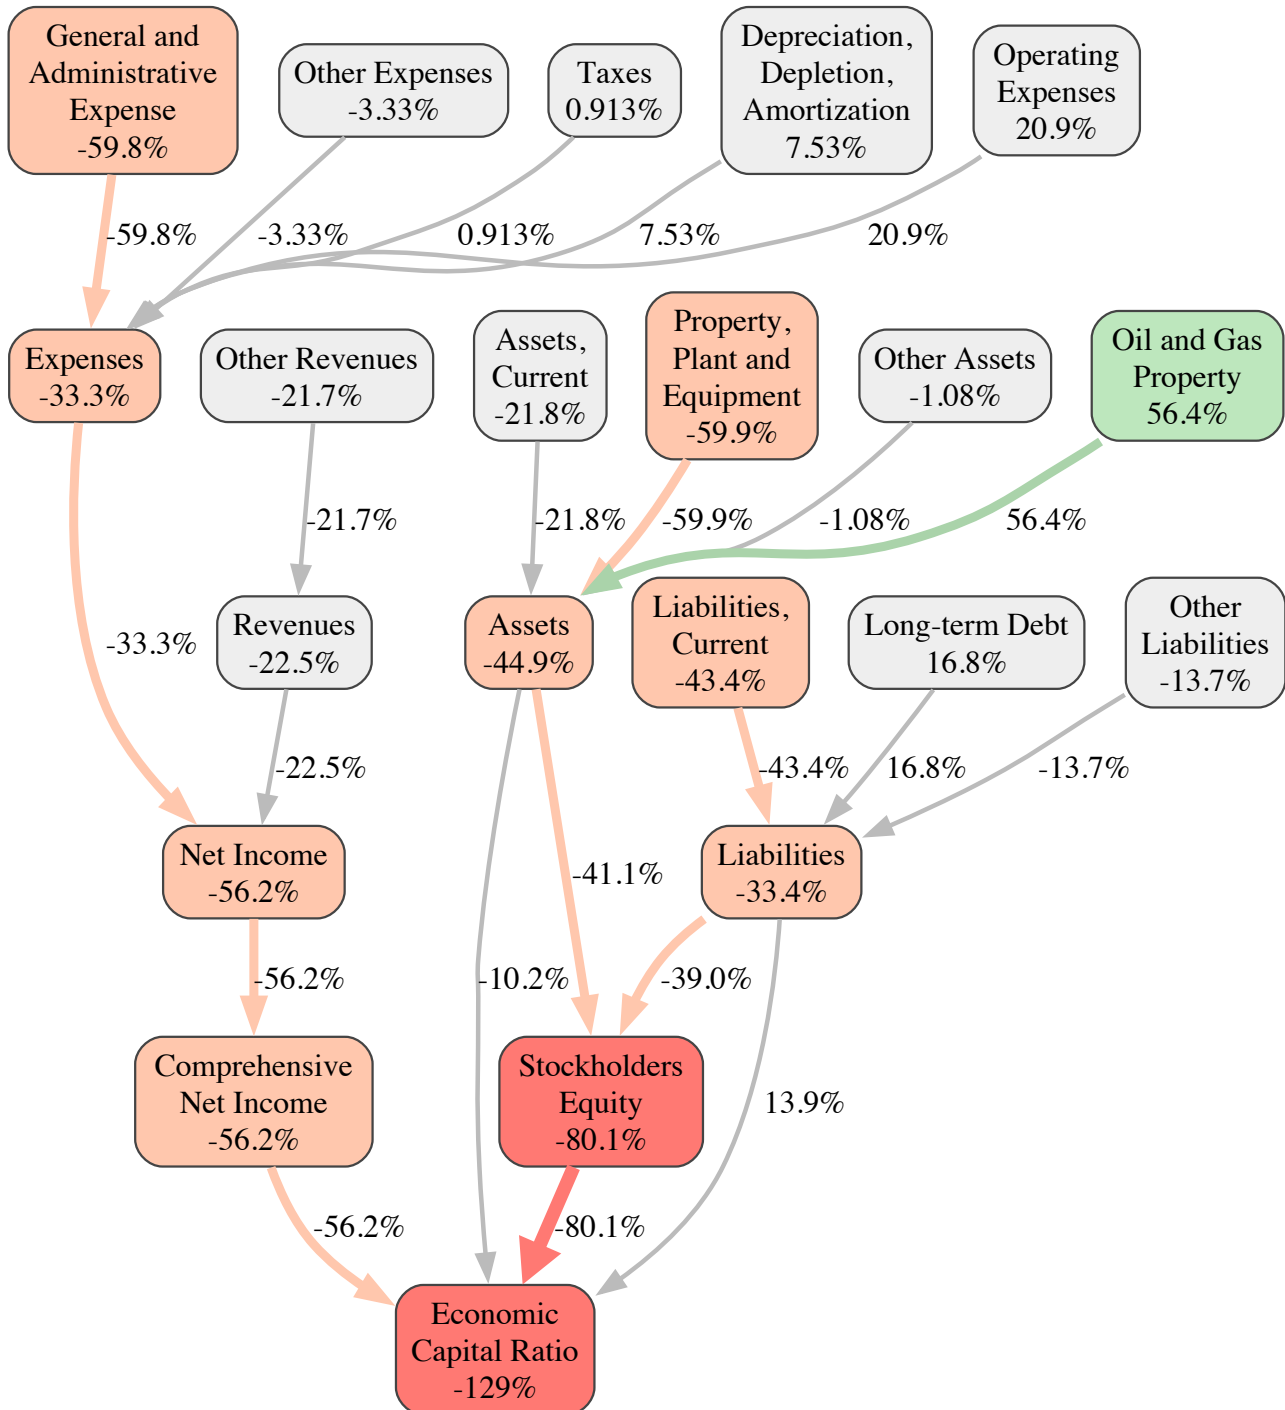 General and
Administrative
Expense
-59.8%
Other Expenses
-3.33%
Taxes
0.913%
Depreciation,
Depletion,
Amortization
7.53%
Operating
Expenses
20.9%
-59.8%
-3.33%
0.913%
7.53%
20.9%
Expenses
-33.3%
Other Revenues
-21.7%
Assets,
Current
-21.8%
Property,
Plant and
Equipment
-59.9%
Other Assets
-1.08%
Oil and Gas
Property
56.4%
-21.7%
-21.8%
-59.9%
-1.08%
56.4%
-33.3%
Revenues
-22.5%
Assets
-44.9%
Liabilities,
Current
-43.4%
Long-term Debt
16.8%
Other
Liabilities
-13.7%
-22.5%
-43.4%
16.8%
-13.7%
Net Income
-56.2%
-41.1%
Liabilities
-33.4%
-56.2%
-10.2%
-39.0%
Comprehensive
Net Income
-56.2%
Stockholders
Equity
-80.1%
13.9%
-56.2%
-80.1%
Economic
Capital Ratio
-129%